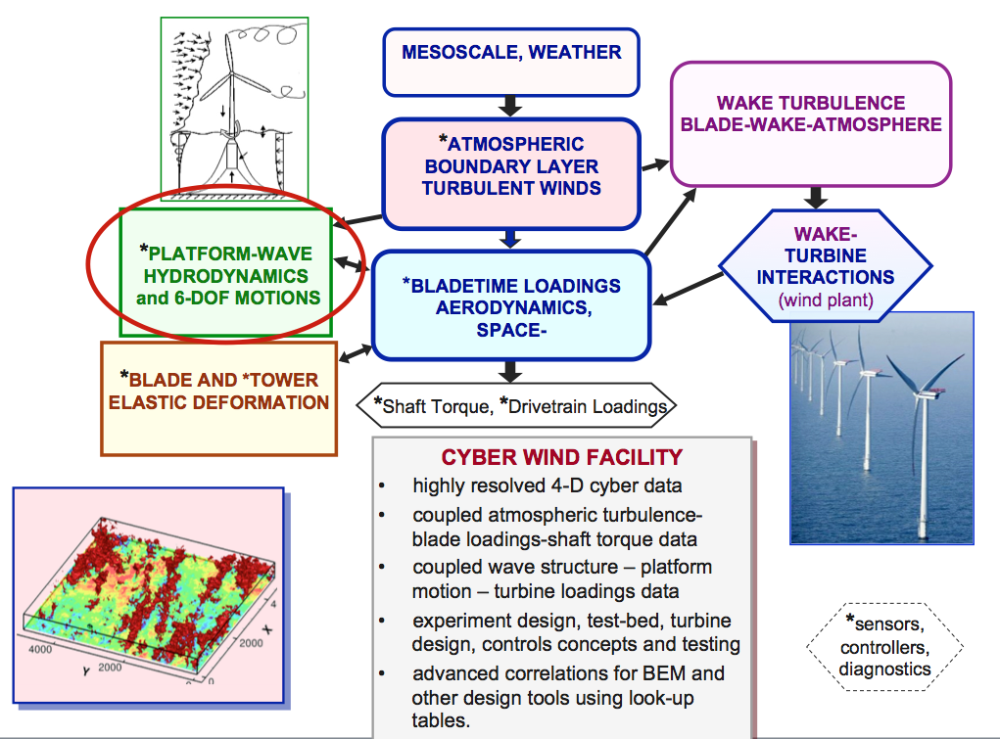 MESOSCALE, WEATHER
*ATMOSPHERIC
BOUNDARY LAYER
TURBULENT WINDS
WAKE TURBULENCE
BLADE-WAKE-ATMOSPHERE
*PLATFORM-WAVE
HYDRODYNAMICS
and 6-DOF MOTIONS
*BLADETIME LOADINGS
AERODYNAMICS,
SPACE-
WAKE-
TURBINE
INTERACTIONS
(wind plant)
*BLADE AND *TOWER
ELASTIC DEFORMATION
*Shaft Torque, *Drivetrain Loadings
CYBER WIND FACILITY
• highly resolved 4-D cyber data
• coupled atmospheric turbulence-
blade loadings-shaft torque data
• coupled wave structure – platform
motion – turbine loadings data
• experiment design, test-bed, turbine
design, controls concepts and testing
• advanced correlations for BEM and
other design tools using look-up
tables.
4000
Y
2000
0
0
2000
X
4
*sensors,
controllers,
diagnostics